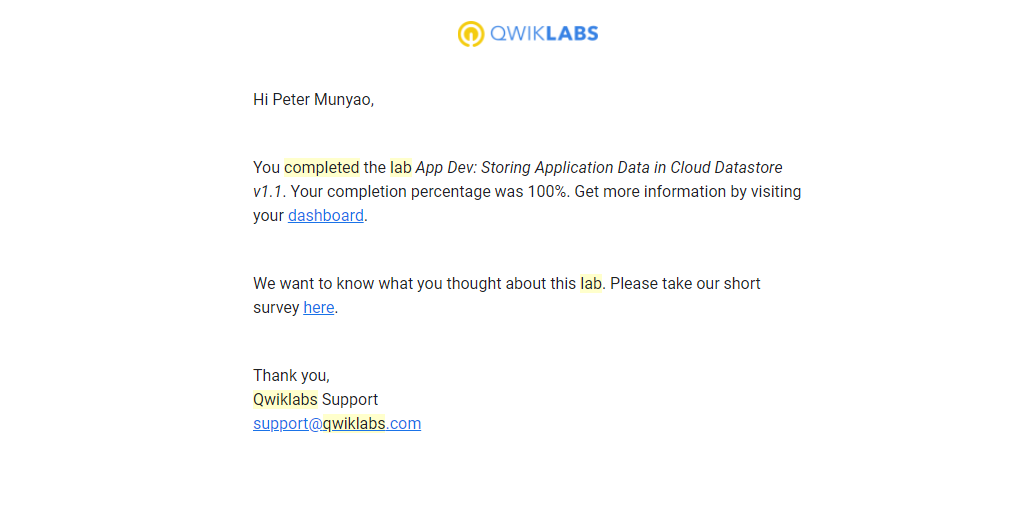 QWIKLABS
Hi Peter Munyao,
You completed the lab App Dev: Storing Application Data in Cloud Datastore
v1.1. Your completion percentage was 100%. Get more information by visiting
your dashboard.
We want to know what you thought about this lab. Please take our short
survey here.
Thank you,
Qwiklabs Support
support@qwiklabs.com